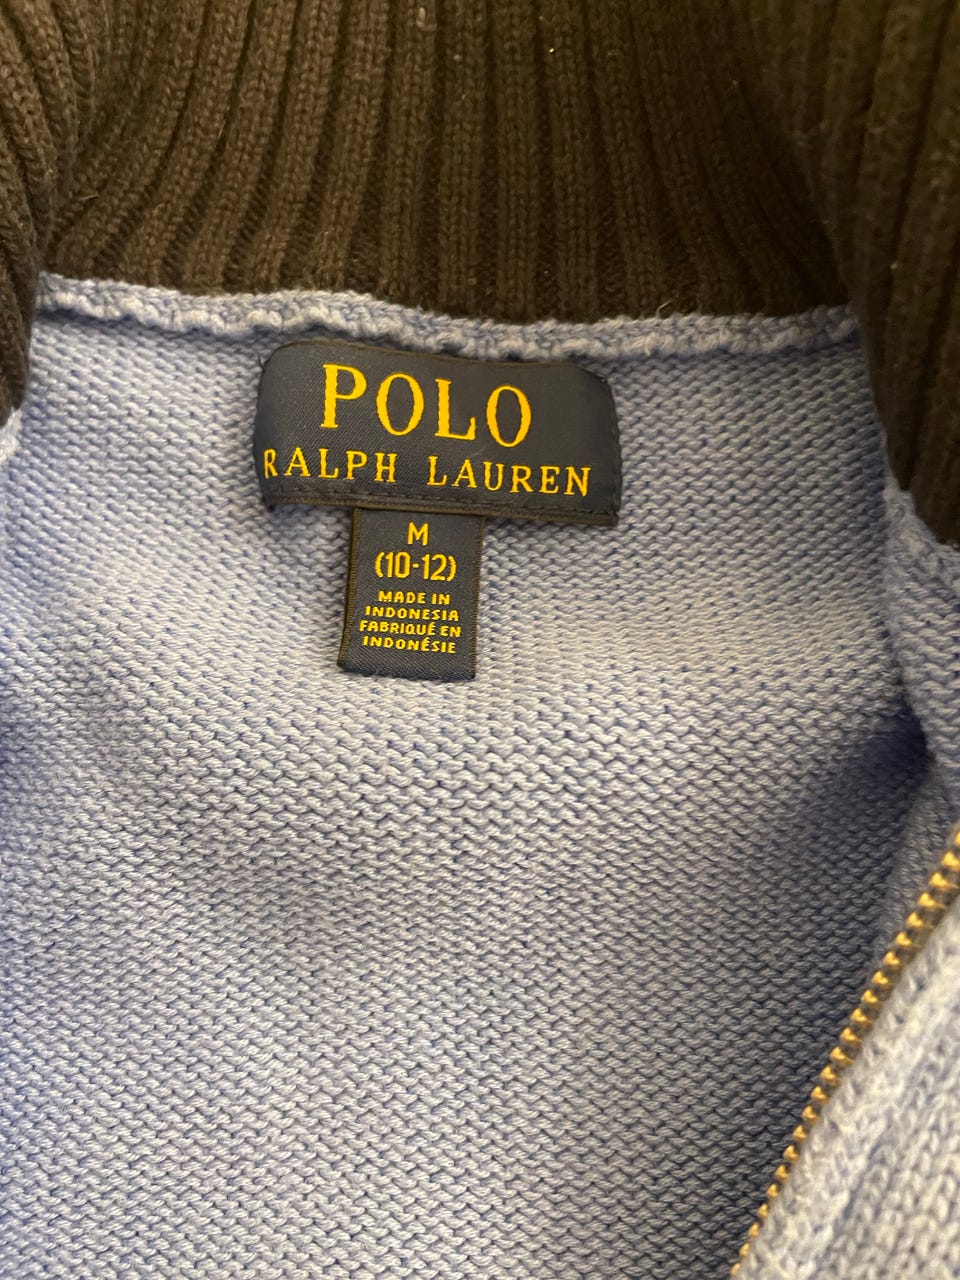 POLO
RALPH LAUREN
M
(10-12)
MADE IN
INDONESIA
FABRIQUÉ EN
INDONÉSIE